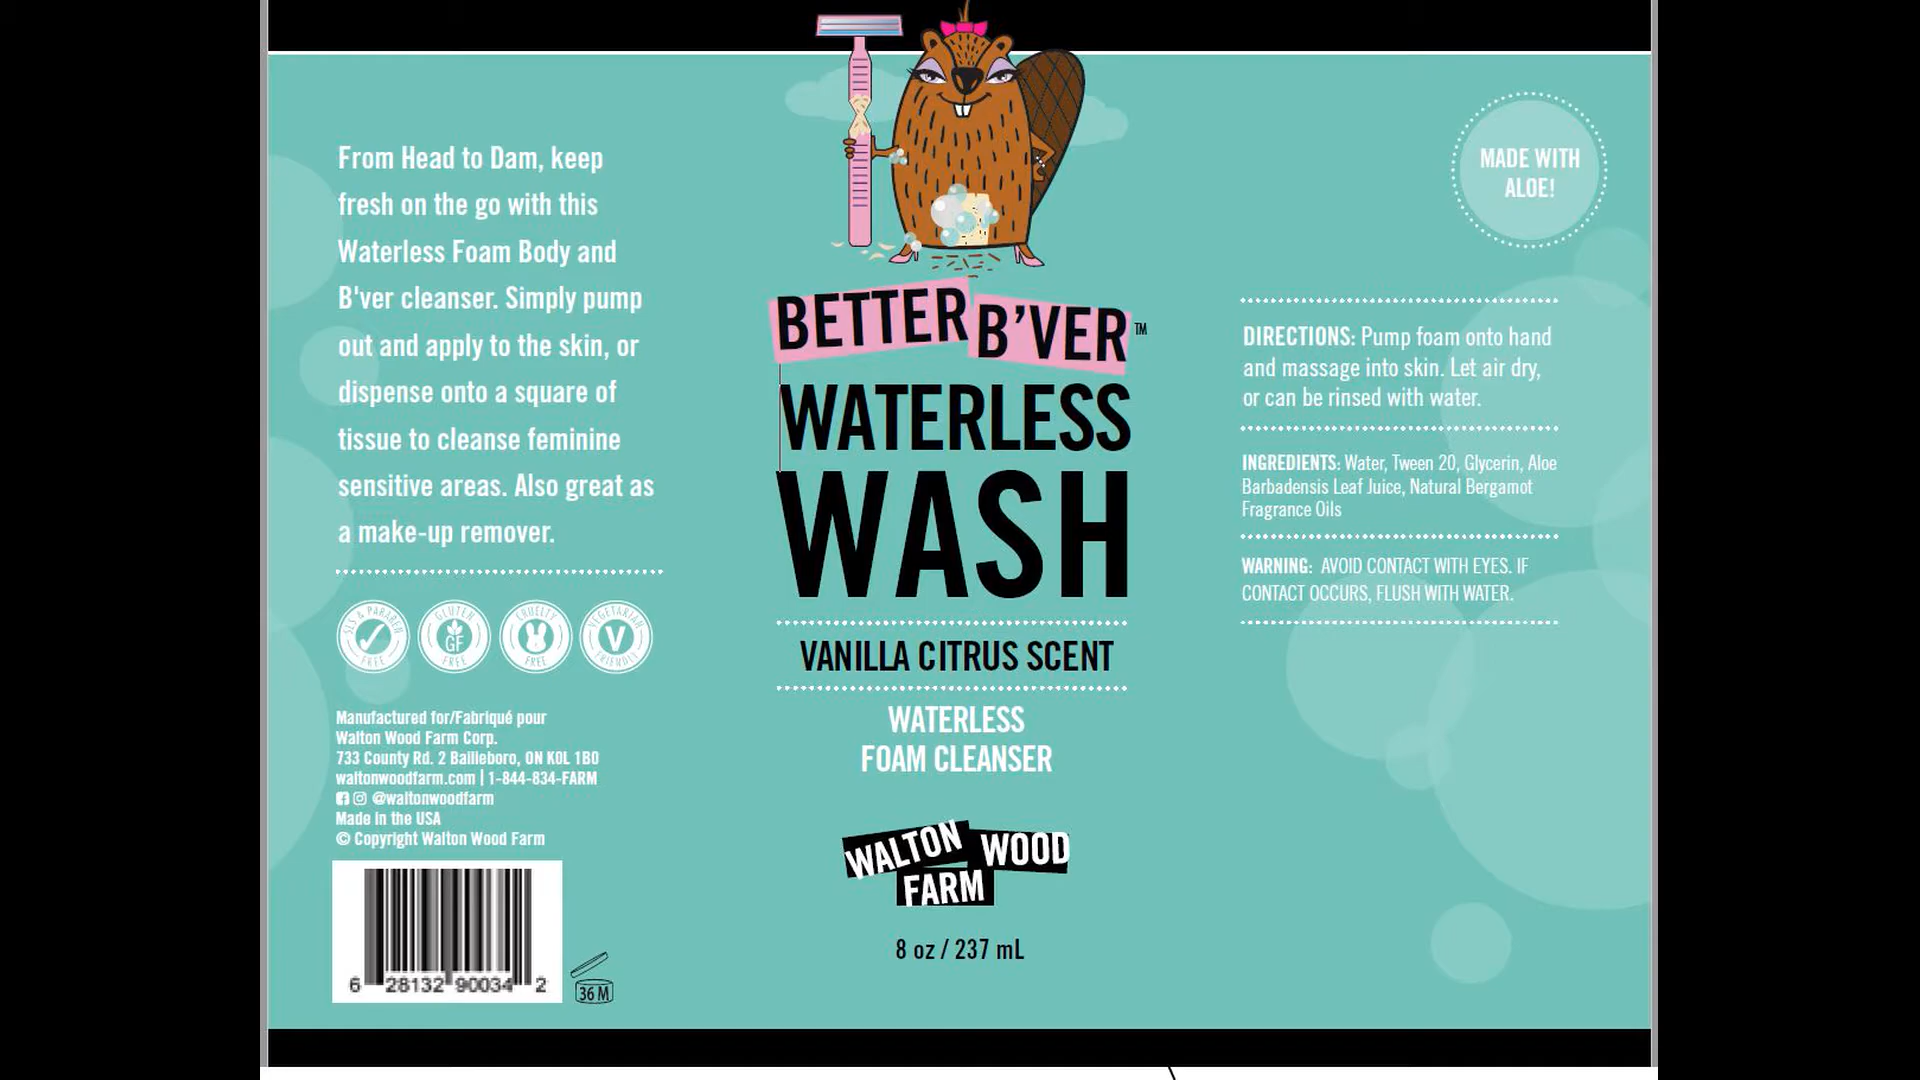 From Head to Dam, keep
fresh on the go with this
Waterless Foam Body and
B'ver cleanser. Simply pump
out and apply to the skin, or
dispense onto a square of
tissue to cleanse feminine
sensitive areas. Also great as
a make-up remover.
SLS & PARABEN FREE
GLUTEN GF FREE
CRUELTY FREE
VEGETARIAN V FRIENDLY
Manufactured for/Fabriqué pour
Walton Wood Farm Corp.
733 County Rd. 2 Bailleboro, ON K0L 1B0
waltonwoodfarm.com | 1-844-834-FARM
@waltonwoodfarm
Made in the USA
© Copyright Walton Wood Farm
6 28132 90034 2
36 M
BETTER B'VER ™
WATERLESS
WASH
VANILLA CITRUS SCENT
WATERLESS
FOAM CLEANSER
WALTON WOOD
FARM
8 oz / 237 mL
MADE WITH
ALOE!
DIRECTIONS: Pump foam onto hand
and massage into skin. Let air dry,
or can be rinsed with water.
INGREDIENTS: Water, Tween 20, Glycerin, Aloe
Barbadensis Leaf Juice, Natural Bergamot
Fragrance Oils
WARNING: AVOID CONTACT WITH EYES. IF
CONTACT OCCURS, FLUSH WITH WATER.